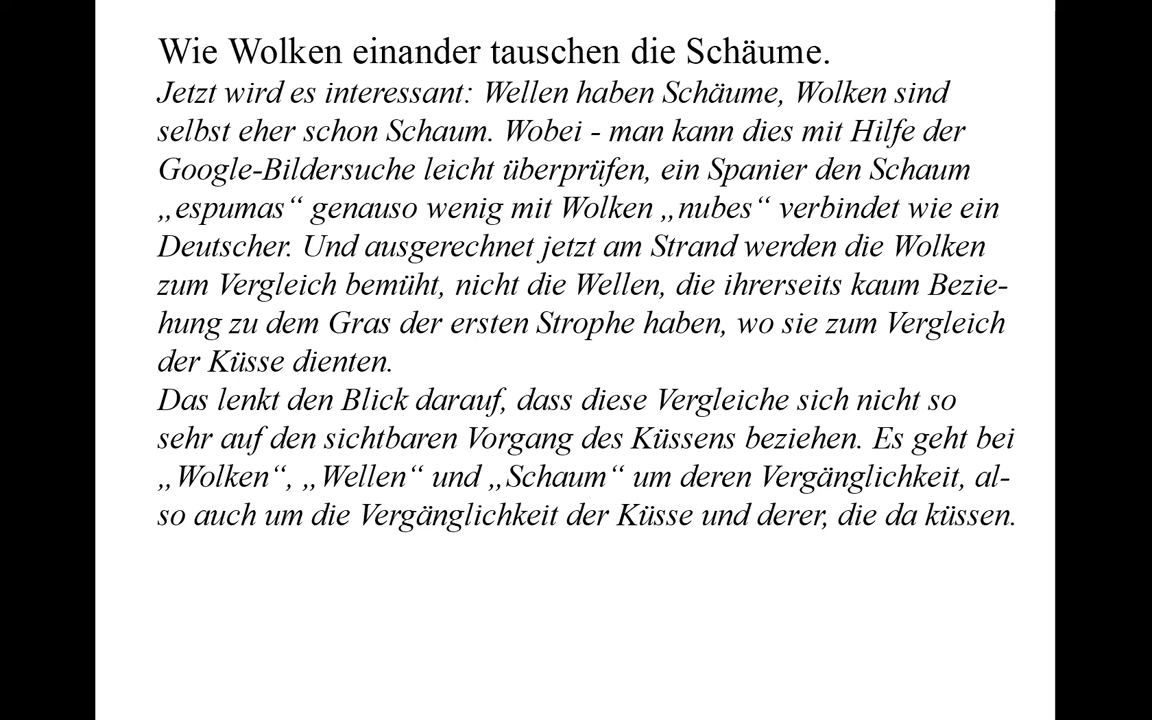 Wie Wolken einander tauschen die Schäume.
Jetzt wird es interessant: Wellen haben Schäume, Wolken sind
selbst eher schon Schaum. Wobei - man kann dies mit Hilfe der
Google-Bildersuche leicht überprüfen, ein Spanier den Schaum
„espumas“ genauso wenig mit Wolken „nubes“ verbindet wie ein
Deutscher. Und ausgerechnet jetzt am Strand werden die Wolken
zum Vergleich bemüht, nicht die Wellen, die ihrerseits kaum Bezie-
hung zu dem Gras der ersten Strophe haben, wo sie zum Vergleich
der Küsse dienten.
Das lenkt den Blick darauf, dass diese Vergleiche sich nicht so
sehr auf den sichtbaren Vorgang des Küssens beziehen. Es geht bei
„Wolken“, „Wellen“ und „Schaum“ um deren Vergänglichkeit, al-
so auch um die Vergänglichkeit der Küsse und derer, die da küssen.